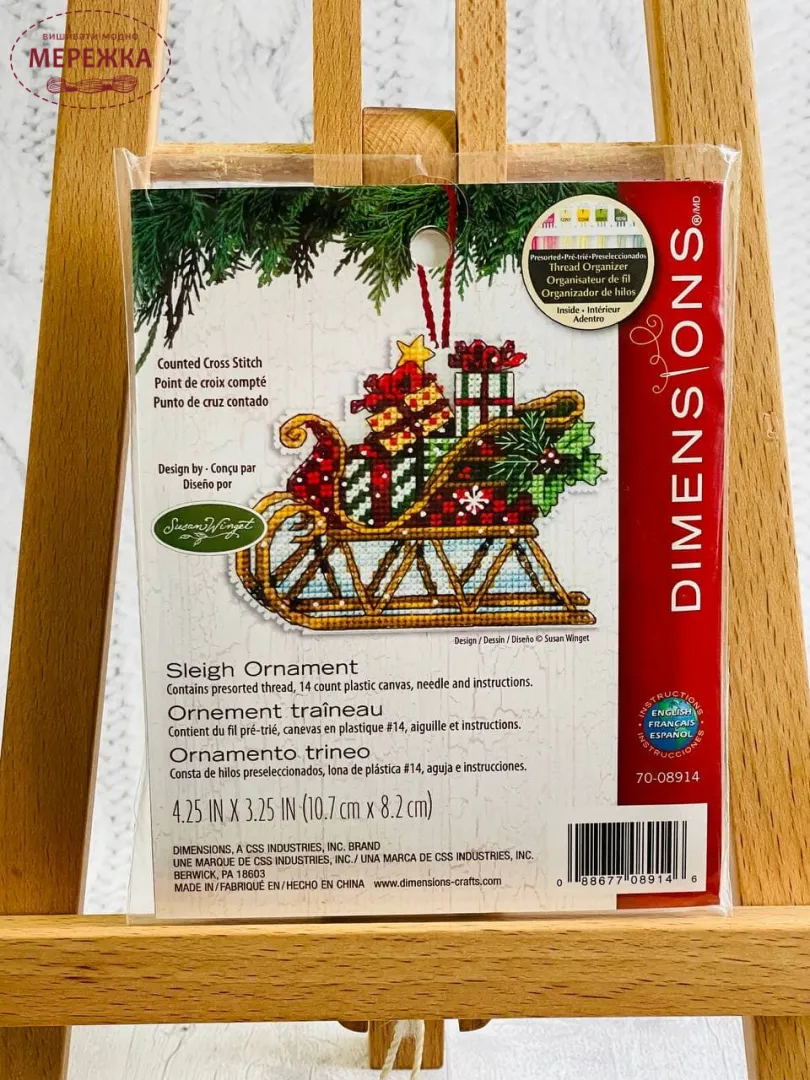 вишивати модно
МЕРЕЖКА
Presorted•Pré-trié•Preseleccionados
Thread Organizer
Organisateur de fil
Organizador de hilos
Inside • Intérieur
Adentro
DIMENSIONS®/MD
Counted Cross Stitch
Point de croix compté
Punto de cruz contado
Design by • Conçu par
Diseño por
Susan Winget
Design / Dessin / Diseño © Susan Winget
Sleigh Ornament
Contains presorted thread, 14 count plastic canvas, needle and instructions.
Ornement traîneau
Contient du fil pré-trié, canevas en plastique #14, aiguille et instructions.
Ornamento trineo
Consta de hilos preseleccionados, lona de plástica #14, aguja e instrucciones.
4.25 IN X 3.25 IN (10.7 cm x 8.2 cm)
INSTRUCTIONS
ENGLISH
FRANÇAIS
ESPAÑOL
INSTRUCCIONES
70-08914
DIMENSIONS, A CSS INDUSTRIES, INC. BRAND
UNE MARQUE DE CSS INDUSTRIES, INC./ UNA MARCA DE CSS INDUSTRIES, INC.
BERWICK, PA 18603
MADE IN/FABRIQUÉ EN/HECHO EN CHINA www.dimensions-crafts.com
0 88677 08914 6